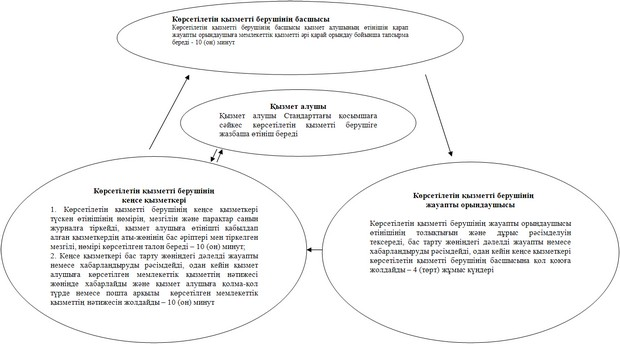 Көрсетілетін қызметті берушінің басшысы
Көрсетілетін қызметті берушінің басшысы қызмет алушының өтінішін қарап
жауапты орындаушыға мемлекеттік қызметті әрі қарай орындау бойынша тапсырма
береді - 10 (он) минут
Қызмет алушы
Қызмет алушы Стандарттағы қосымшаға
сәйкес көрсетілетін қызметті берушіге
жазбаша өтініш береді
Көрсетілетін қызметті берушінің
кеңсе қызметкері
1. Көрсетілетін қызметті берушінің кеңсе қызметкері
түскен өтінішінің нөмірін, мезгілін және парақтар санын
журналға тіркейді, қызмет алушыға өтінішті қабылдап
алған қызметкердің аты-жөнінің бас әріптері мен тіркелген
мезгілі, нөмірі көрсетілген талон береді – 10 (он) минут;
2. Кеңсе қызметкері бас тарту жөніндегі дәлелді жауапты
немесе хабарландыруды рәсімдейді, одан кейін қызмет
алушыға көрсетілген мемлекеттік қызметтің нәтижесі
жөнінде хабарлайды және қызмет алушыға қолма-қол
түрде немесе пошта арқылы көрсетілген мемлекеттік
қызметтің нәтижесін жолдайды – 10 (он) минут
Көрсетілетін қызметті берушінің
жауапты орындаушысы
Көрсетілетін қызметті берушінің жауапты орындаушысы
өтінішінің толықтығын және дұрыс рәсімделуін
тексереді, бас тарту жөніндегі дәлелді жауапты немесе
хабарландыруды рәсімдейді, одан кейін кеңсе қызметкері
көрсетілетін қызметті берушінің басшысына қол қоюға
жолдайды – 4 (төрт) жұмыс күндері